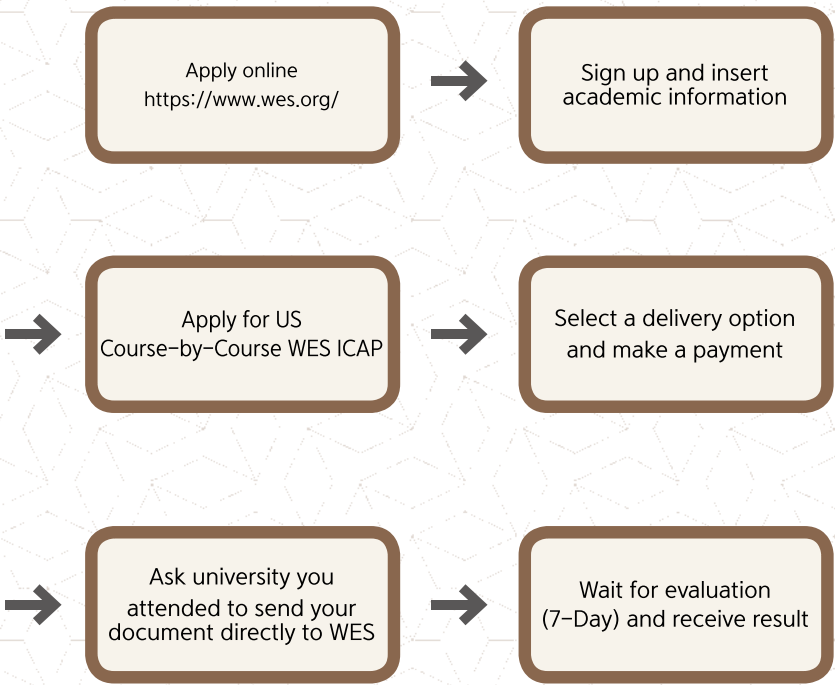 Apply online
https://www.wes.org/
Sign up and insert
academic information
Apply for US
Course-by-Course WES ICAP
Select a delivery option
and make a payment
Ask university you
attended to send your
document directly to WES
Wait for evaluation
(7-Day) and receive result